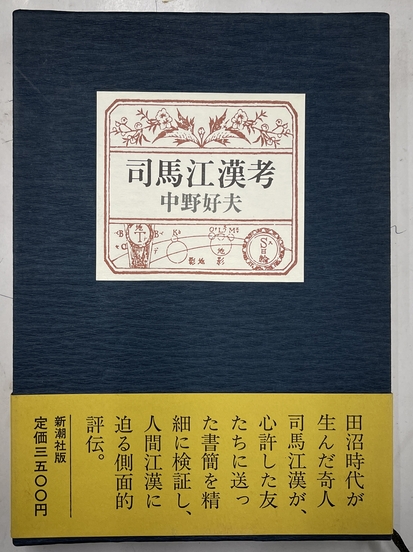 司馬江漢考
中野好夫
田沼時代が
生んだ奇人
司馬江漢が、
心許した友
たちに送っ
た書簡を精
細に検証し、
人間江漢に
迫る側面的
評伝。
新潮社版
定価三五〇〇円